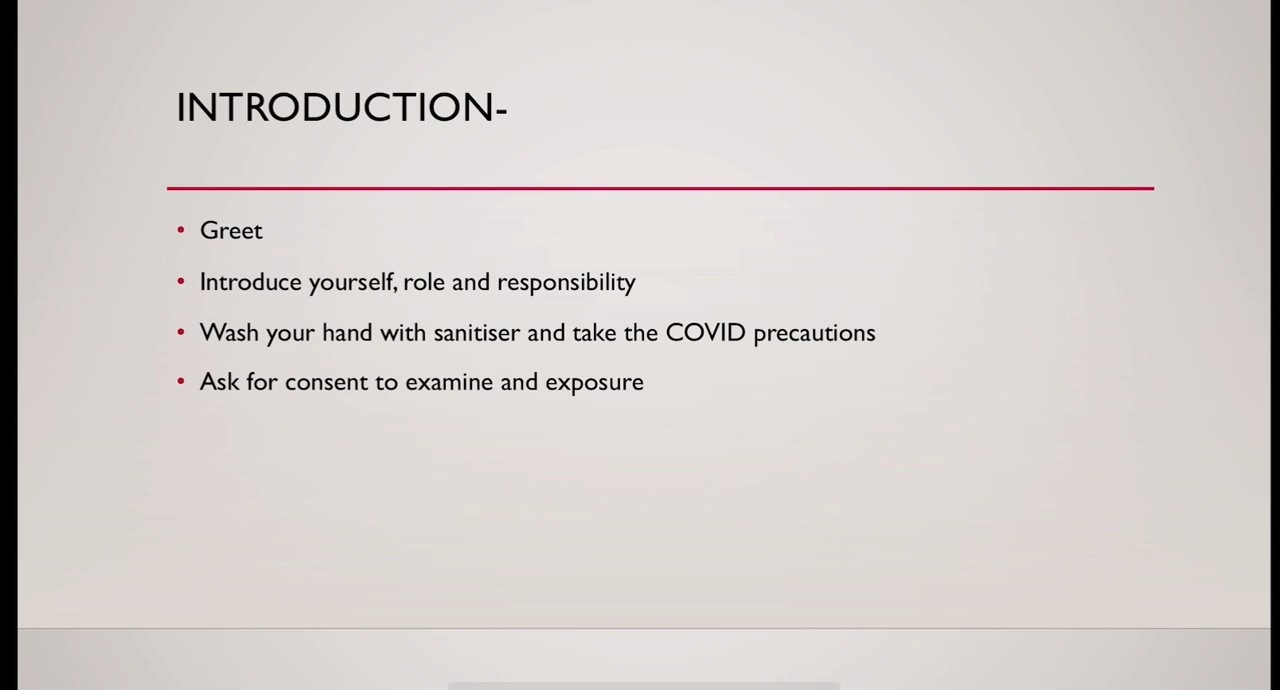 INTRODUCTION-
• Greet
• Introduce yourself, role and responsibility
• Wash your hand with sanitiser and take the COVID precautions
• Ask for consent to examine and exposure